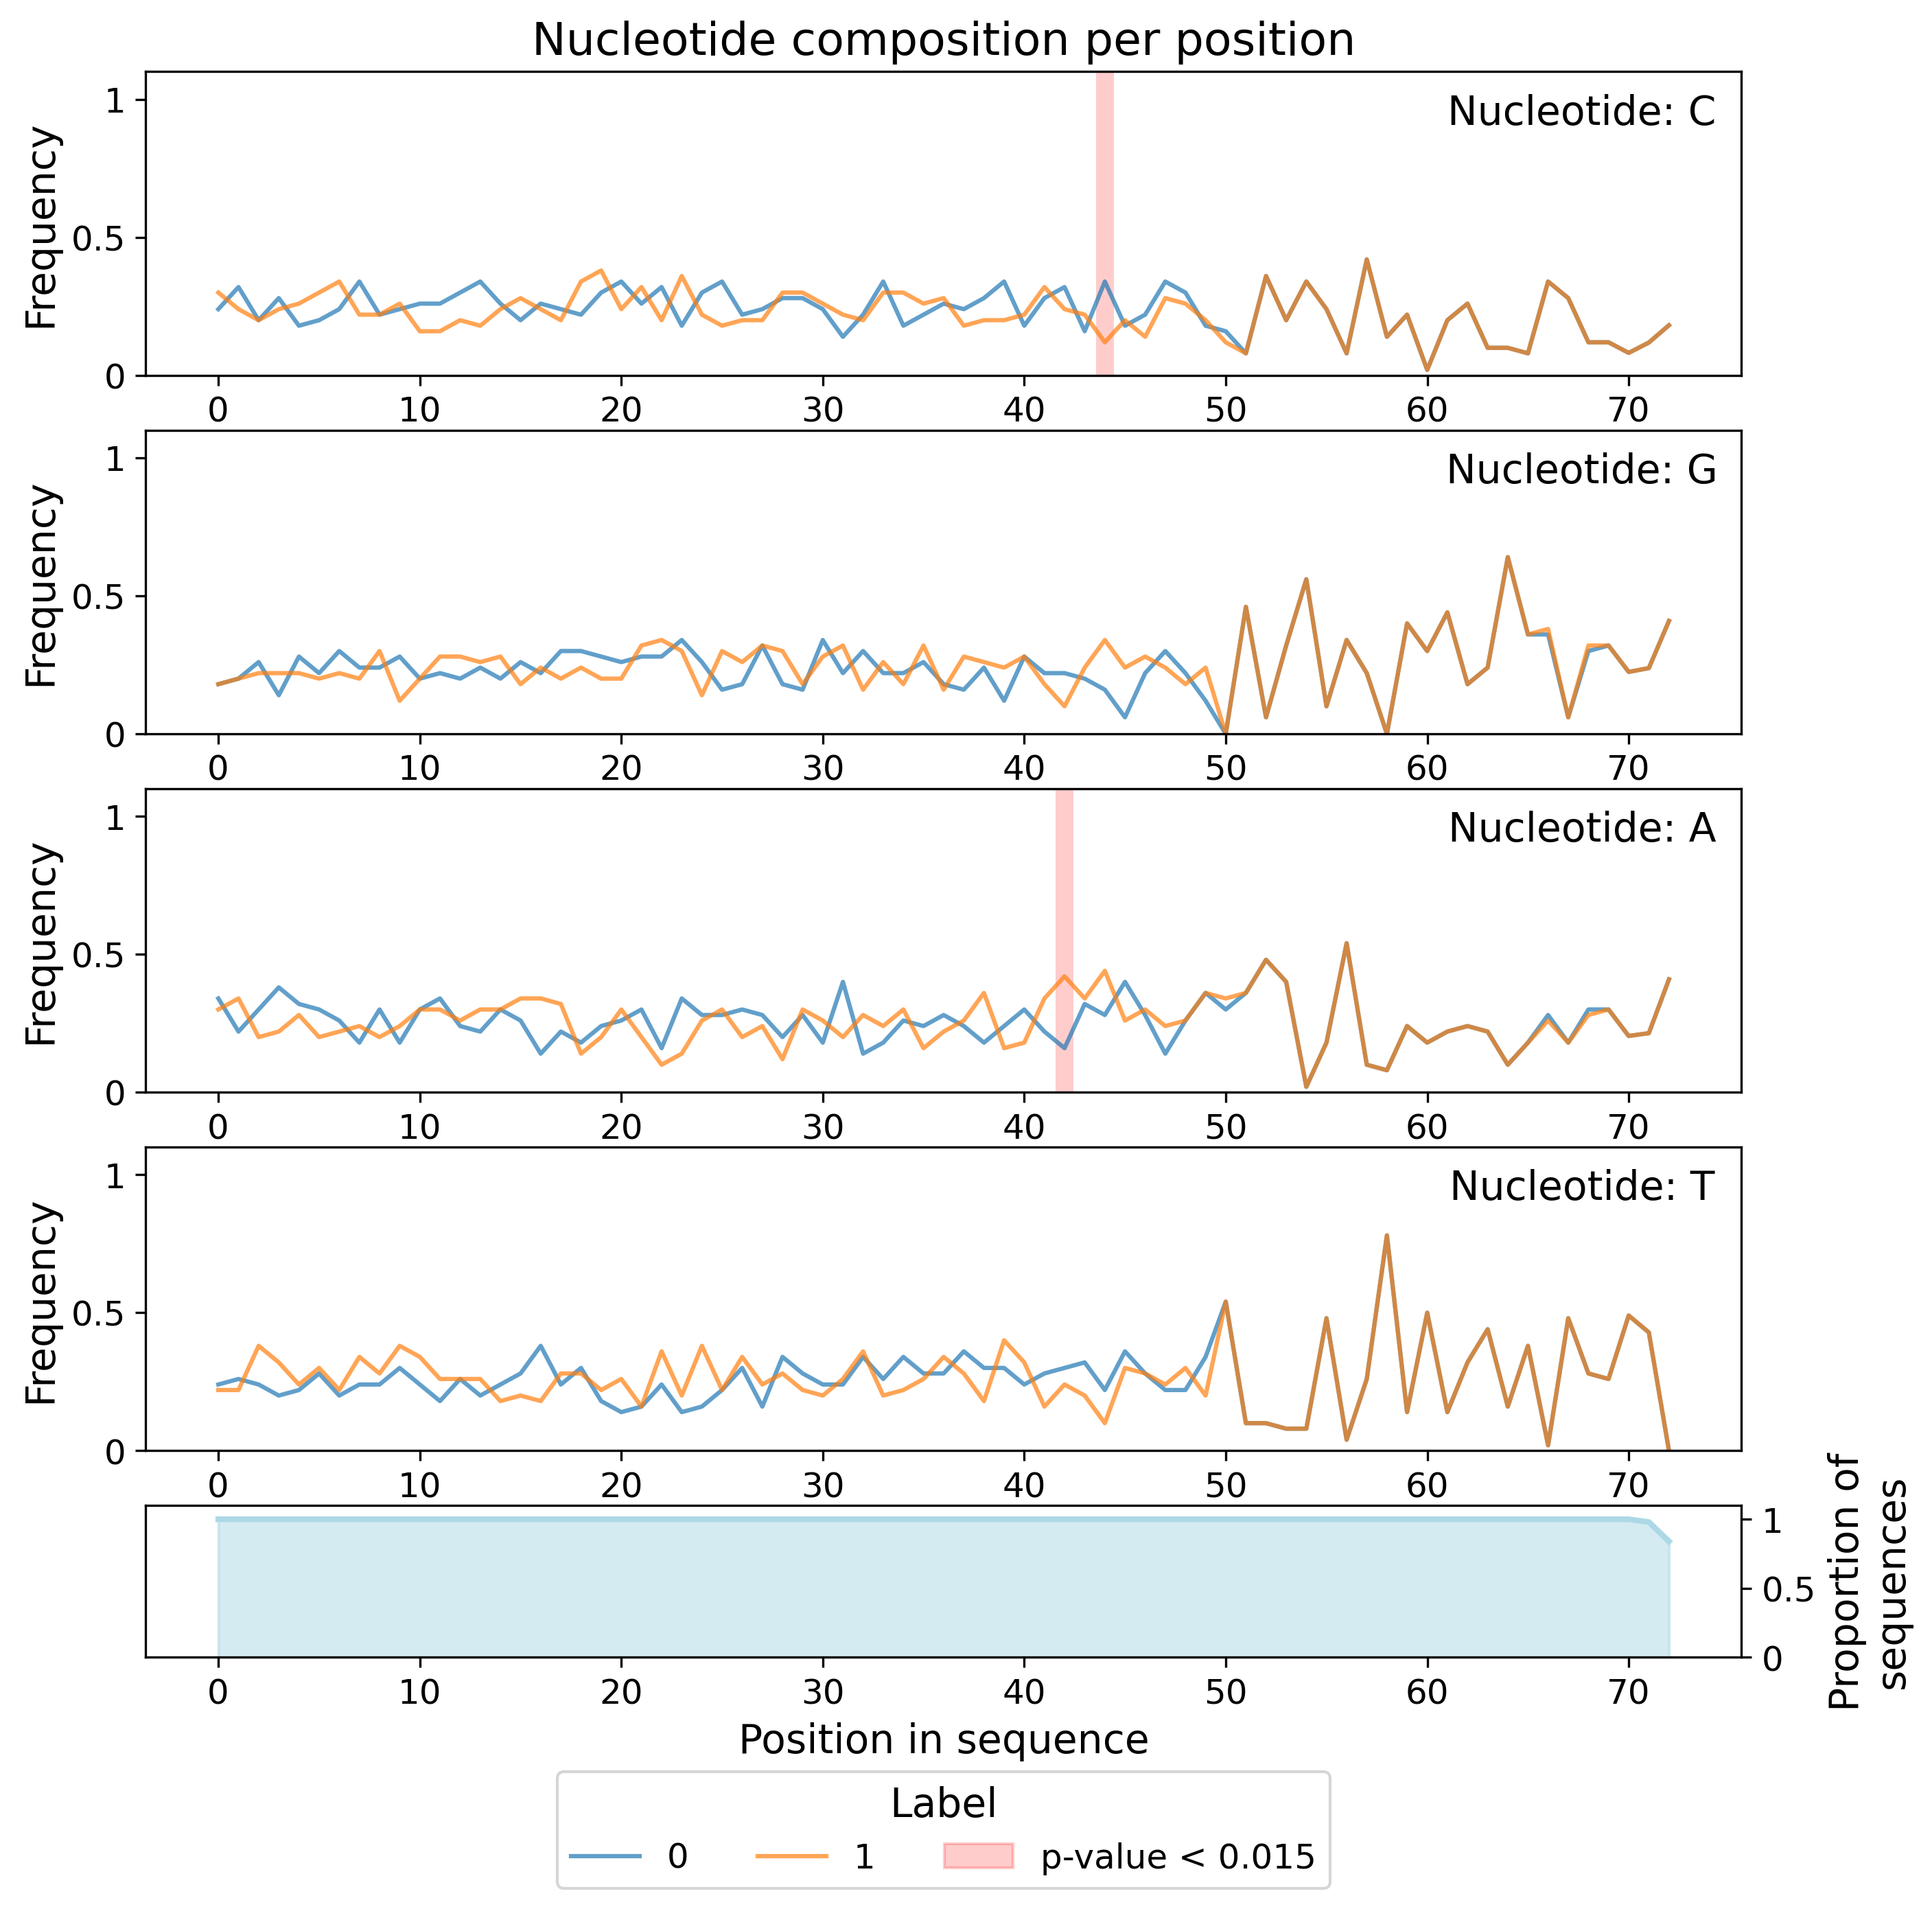 Nucleotide composition per position
Frequency
1
0.5
0
Nucleotide: C
0 10 20 30 40 50 60 70
Frequency
1
0.5
0
Nucleotide: G
0 10 20 30 40 50 60 70
Frequency
1
0.5
0
Nucleotide: A
0 10 20 30 40 50 60 70
Frequency
1
0.5
0
Nucleotide: T
0 10 20 30 40 50 60 70
1
0.5
0
Proportion of
sequences
0 10 20 30 40 50 60 70
Position in sequence
Label
0 1 p-value < 0.015